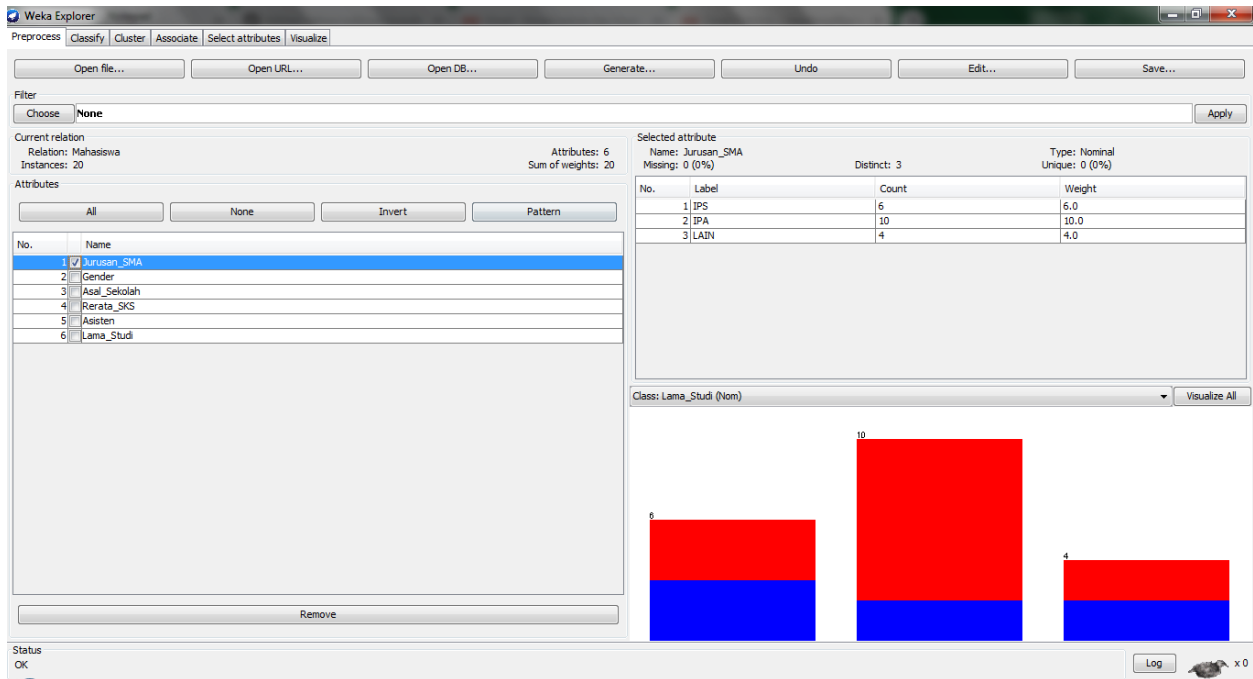 Weka Explorer
Preprocess Classify Cluster Associate Select attributes Visualize
Open file... Open URL... Open DB... Generate... Undo Edit... Save...
Filter
Choose None Apply
Current relation
Relation: Mahasiswa Attributes: 6
Instances: 20 Sum of weights: 20
Attributes
All None Invert Pattern
No. Name
1 Jurusan_SMA
2 Gender
3 Asal_Sekolah
4 Rerata_SKS
5 Asisten
6 Lama_Studi
Remove
Selected attribute
Name: Jurusan_SMA Type: Nominal
Missing: 0 (0%) Distinct: 3 Unique: 0 (0%)
No. Label Count Weight
1 IPS 6 6.0
2 IPA 10 10.0
3 LAIN 4 4.0
Class: Lama_Studi (Nom) Visualize All
10
6
4
Status
OK
Log x 0